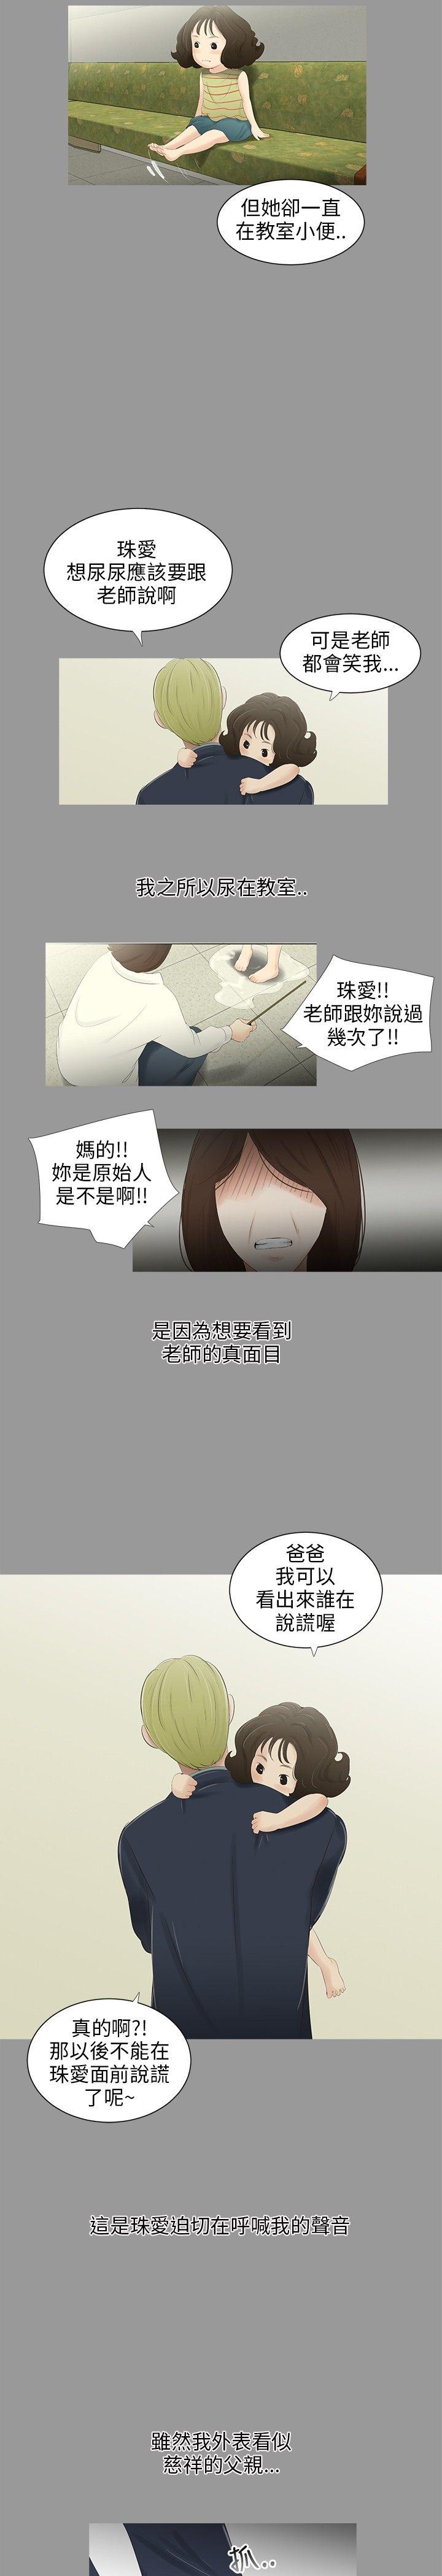 但她卻一直
在教室小便..
珠愛
想尿尿應該要跟
老師說啊
可是老師
都會笑我...
我之所以尿在教室..
珠愛!!
老師跟妳說過
幾次了!!
媽的!!
妳是原始人
是不是啊!!
是因為想要看到
老師的真面目
爸爸
我可以
看出來誰在
說謊喔
真的啊?!
那以後不能在
珠愛面前說謊
了呢~
這是珠愛迫切在呼喊我的聲音
雖然我外表看似
慈祥的父親...
抓..